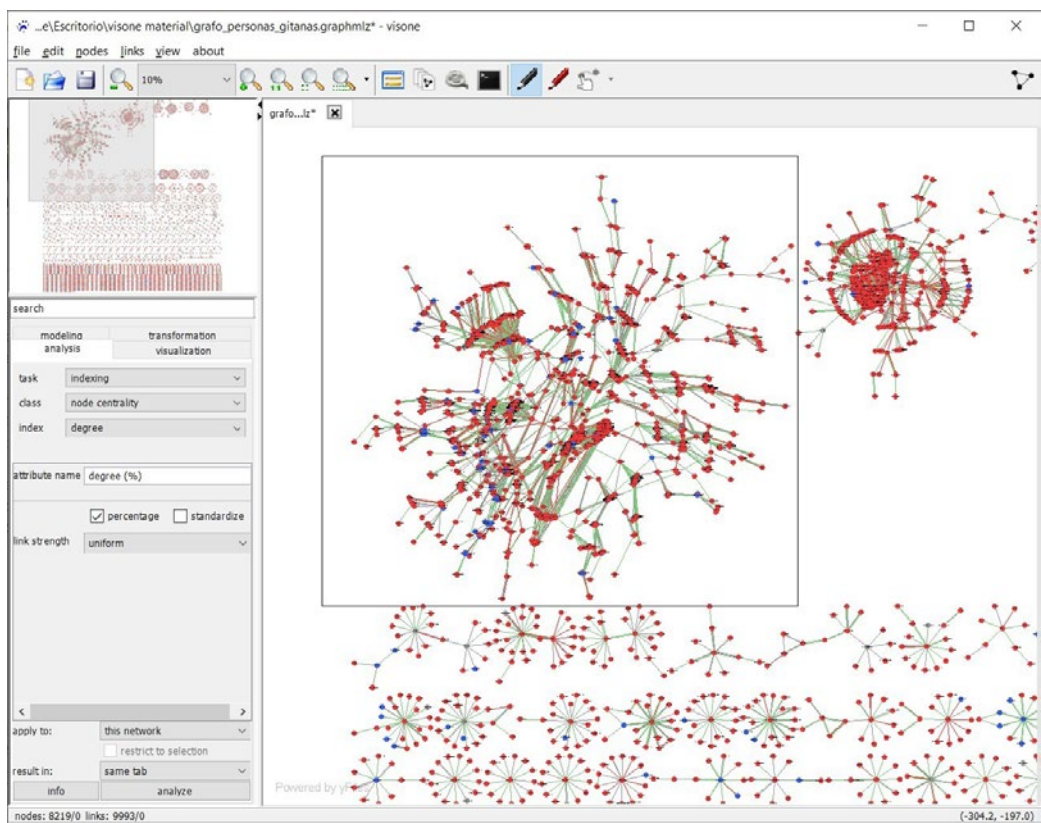 ...e\Escritorio\visone material\grafo_personas_gitanas.graphmlz* - visone
file edit nodes links view about
10%
grafo...lz*
search
modeling transformation
analysis visualization
task indexing
class node centrality
index degree
attribute name degree (%)
percentage standardize
link strength uniform
apply to: this network
restrict to selection
result in: same tab
info analyze
Powered by yFiles
nodes: 8219/0 links: 9993/0 (-304.2, -197.0)